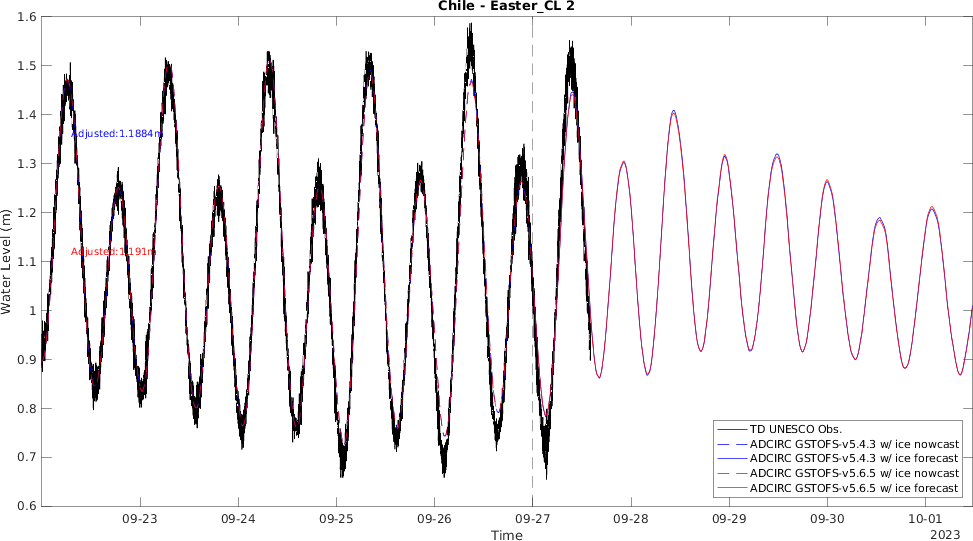 Chile - Easter_CL 2
1.6
1.5
1.4
1.3
1.2
1.1
1
0.9
0.8
0.7
0.6
Water Level (m)
Adjusted:1.1884m
Adjusted:1.191m
TD UNESCO Obs.
ADCIRC GSTOFS-v5.4.3 w/ ice nowcast
ADCIRC GSTOFS-v5.4.3 w/ ice forecast
ADCIRC GSTOFS-v5.6.5 w/ ice nowcast
ADCIRC GSTOFS-v5.6.5 w/ ice forecast
09-23 09-24 09-25 09-26 09-27 09-28 09-29 09-30 10-01
Time
2023